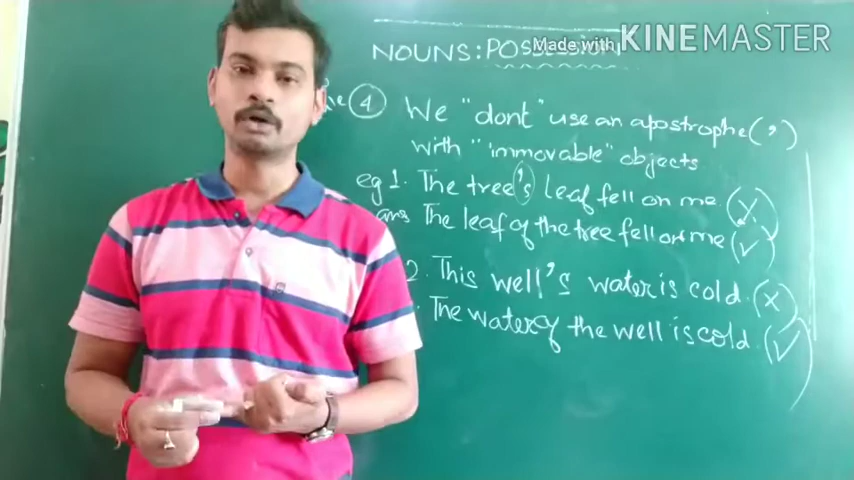 NOUNS: POSSESSION
Made with KINEMASTER
4 We "dont" use an apostrophe(')
with "immovable" objects
eg 1. The tree's leaf fell on me. (X)
ans The leaf of the tree fell on me (✓)
2. This well's water is cold. (X)
. The water of the well is cold. (✓)